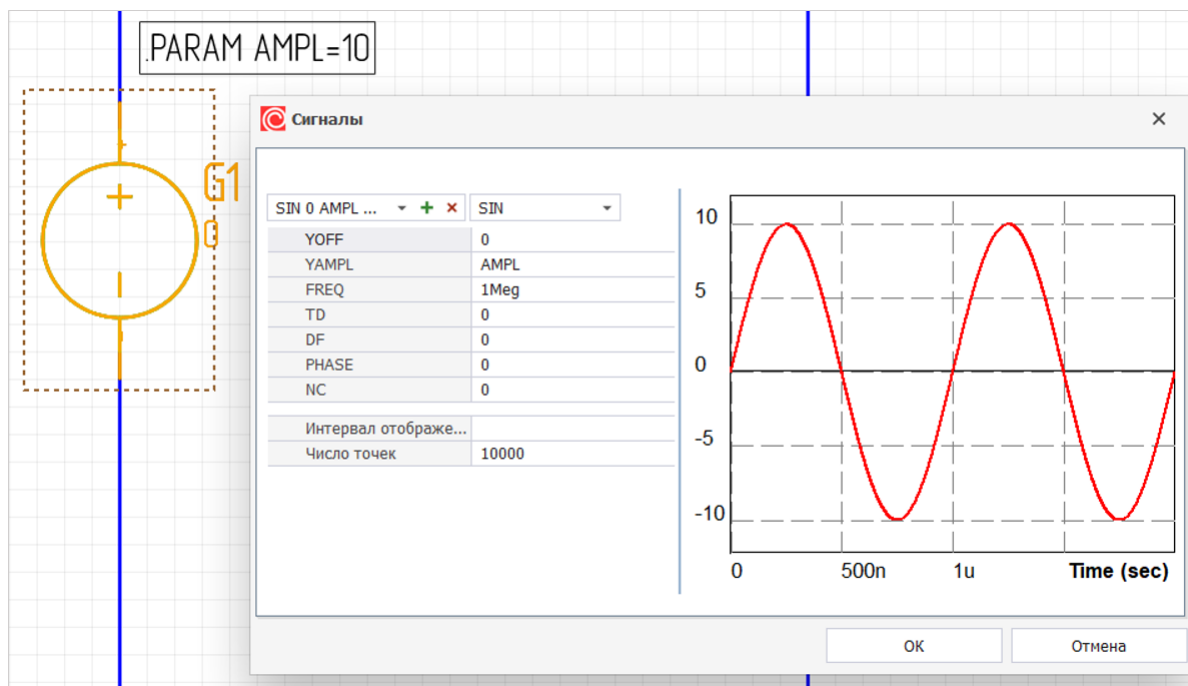 .PARAM AMPL=10
G1
0
Сигналы
SIN 0 AMPL ...
SIN
YOFF 0
YAMPL AMPL
FREQ 1Meg
TD 0
DF 0
PHASE 0
NC 0
Интервал отображе...
Число точек 10000
10
5
0
-5
-10
0 500n 1u Time (sec)
ОК Отмена